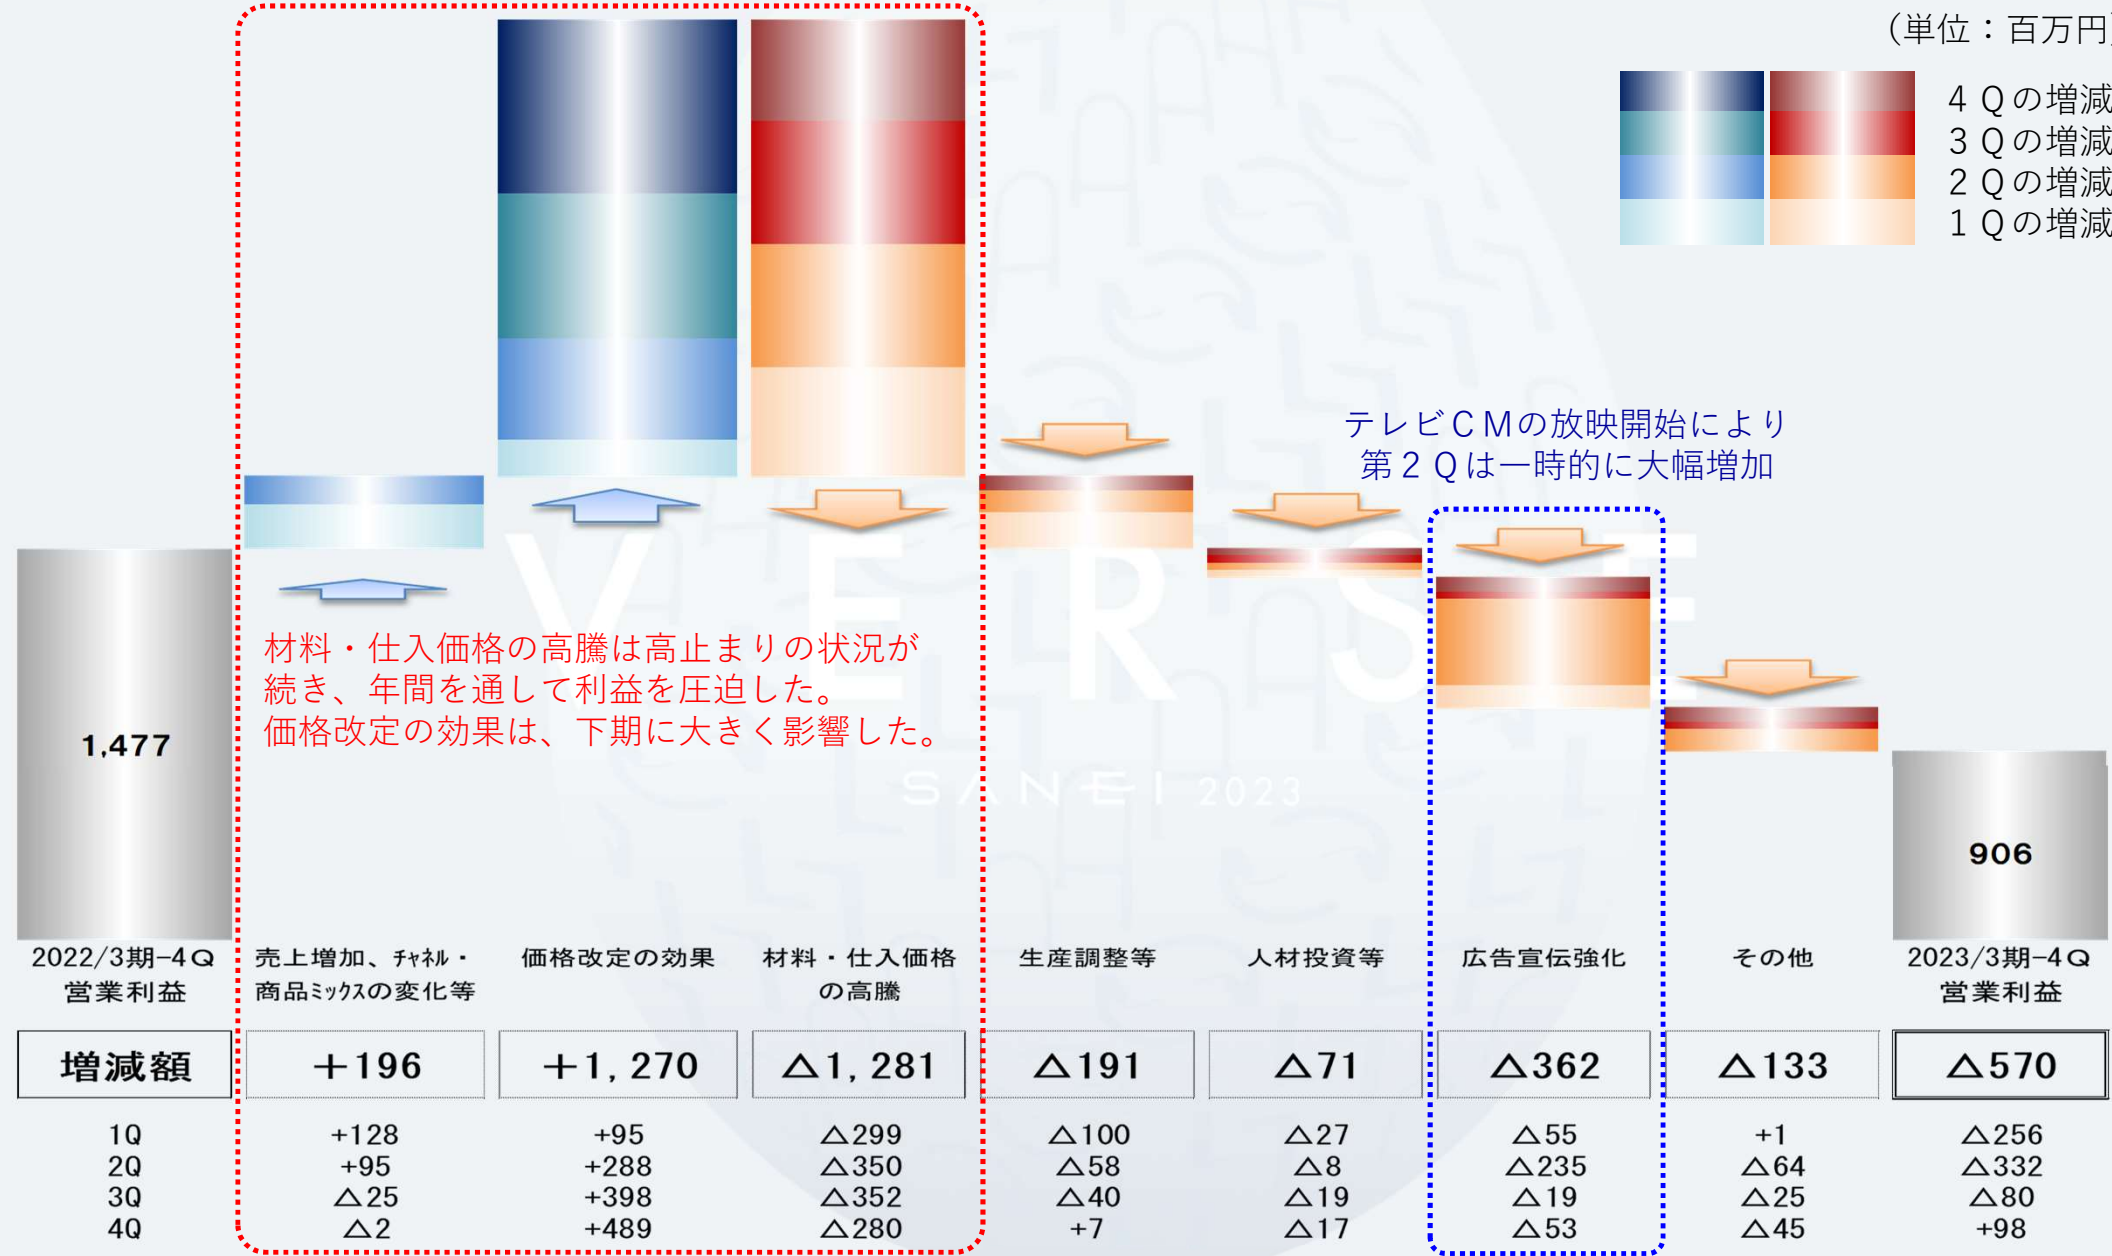 （単位：百万円）
４Ｑの増減
３Ｑの増減
２Ｑの増減
１Ｑの増減
テレビＣＭの放映開始により
第２Ｑは一時的に大幅増加
VERSE
材料・仕入価格の高騰は高止まりの状況が
続き、年間を通して利益を圧迫した。
価格改定の効果は、下期に大きく影響した。
1,477
SANEI 2023
906
2022/3期−4Ｑ
営業利益
売上増加、ﾁｬﾈﾙ・
商品ﾐｯｸｽの変化等
価格改定の効果
材料・仕入価格
の高騰
生産調整等
人材投資等
広告宣伝強化
その他
2023/3期−4Ｑ
営業利益
増減額 ＋196 ＋1,270 △1,281 △191 △71 △362 △133 △570
1Q +128 +95 △299 △100 △27 △55 +1 △256
2Q +95 +288 △350 △58 △8 △235 △64 △332
3Q △25 +398 △352 △40 △19 △19 △25 △80
4Q △2 +489 △280 +7 △17 △53 △45 +98